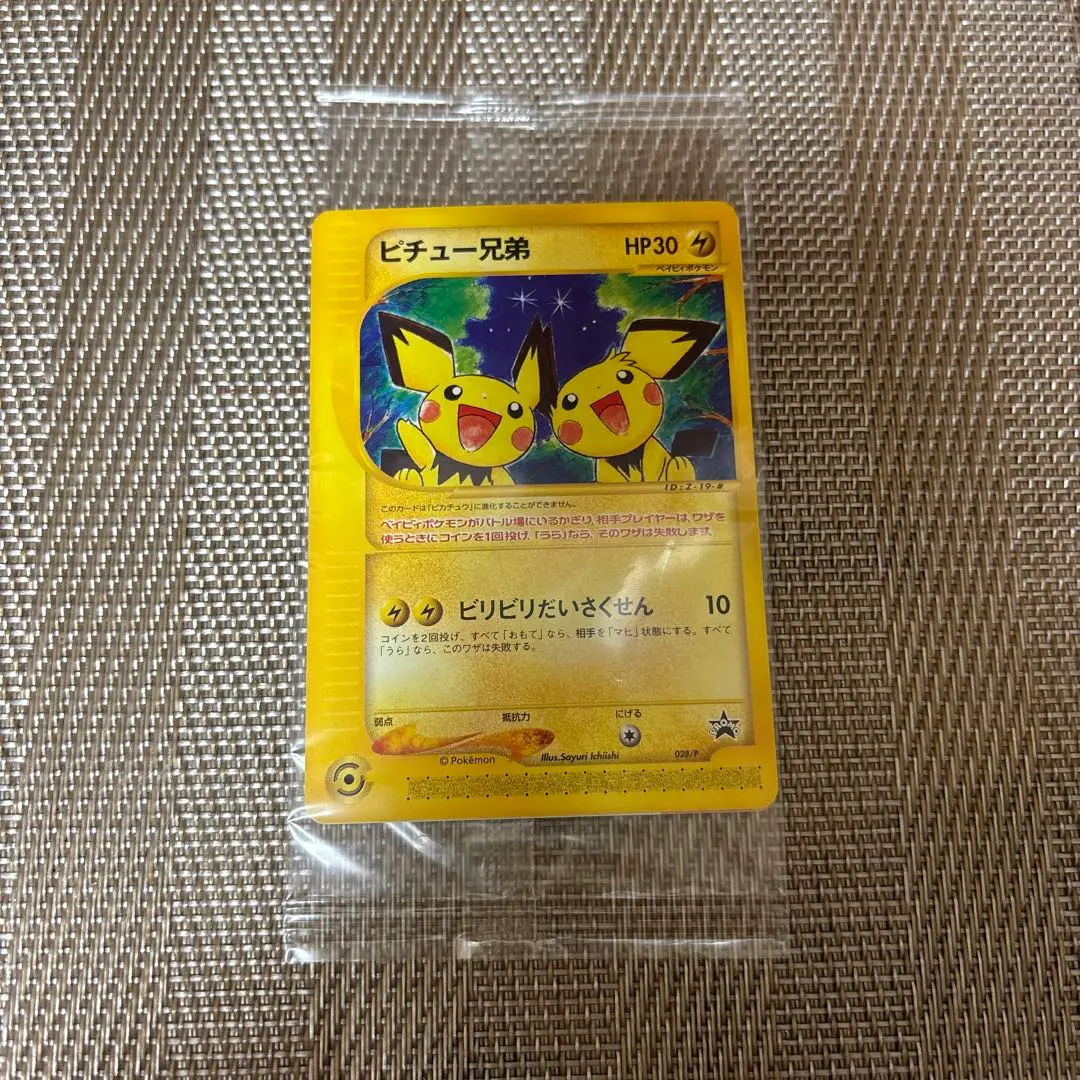 ピチュー兄弟 HP30
ベイビィポケモン
ID:Z-19-#
このカードは「ピカチュウ」に進化することができません。
ベイビィポケモンがバトル場にいるかぎり、相手プレイヤーは、ワザを
使うときにコインを1回投げ、「うら」なら、そのワザは失敗します。
ビリビリだいさくせん 10
コインを2回投げ、すべて「おもて」なら、相手を「マヒ」状態にする。すべて
「うら」なら、このワザは失敗する。
弱点 抵抗力 にげる
PROMO
©Pokémon Illus.Sayuri Ichiishi 028/P